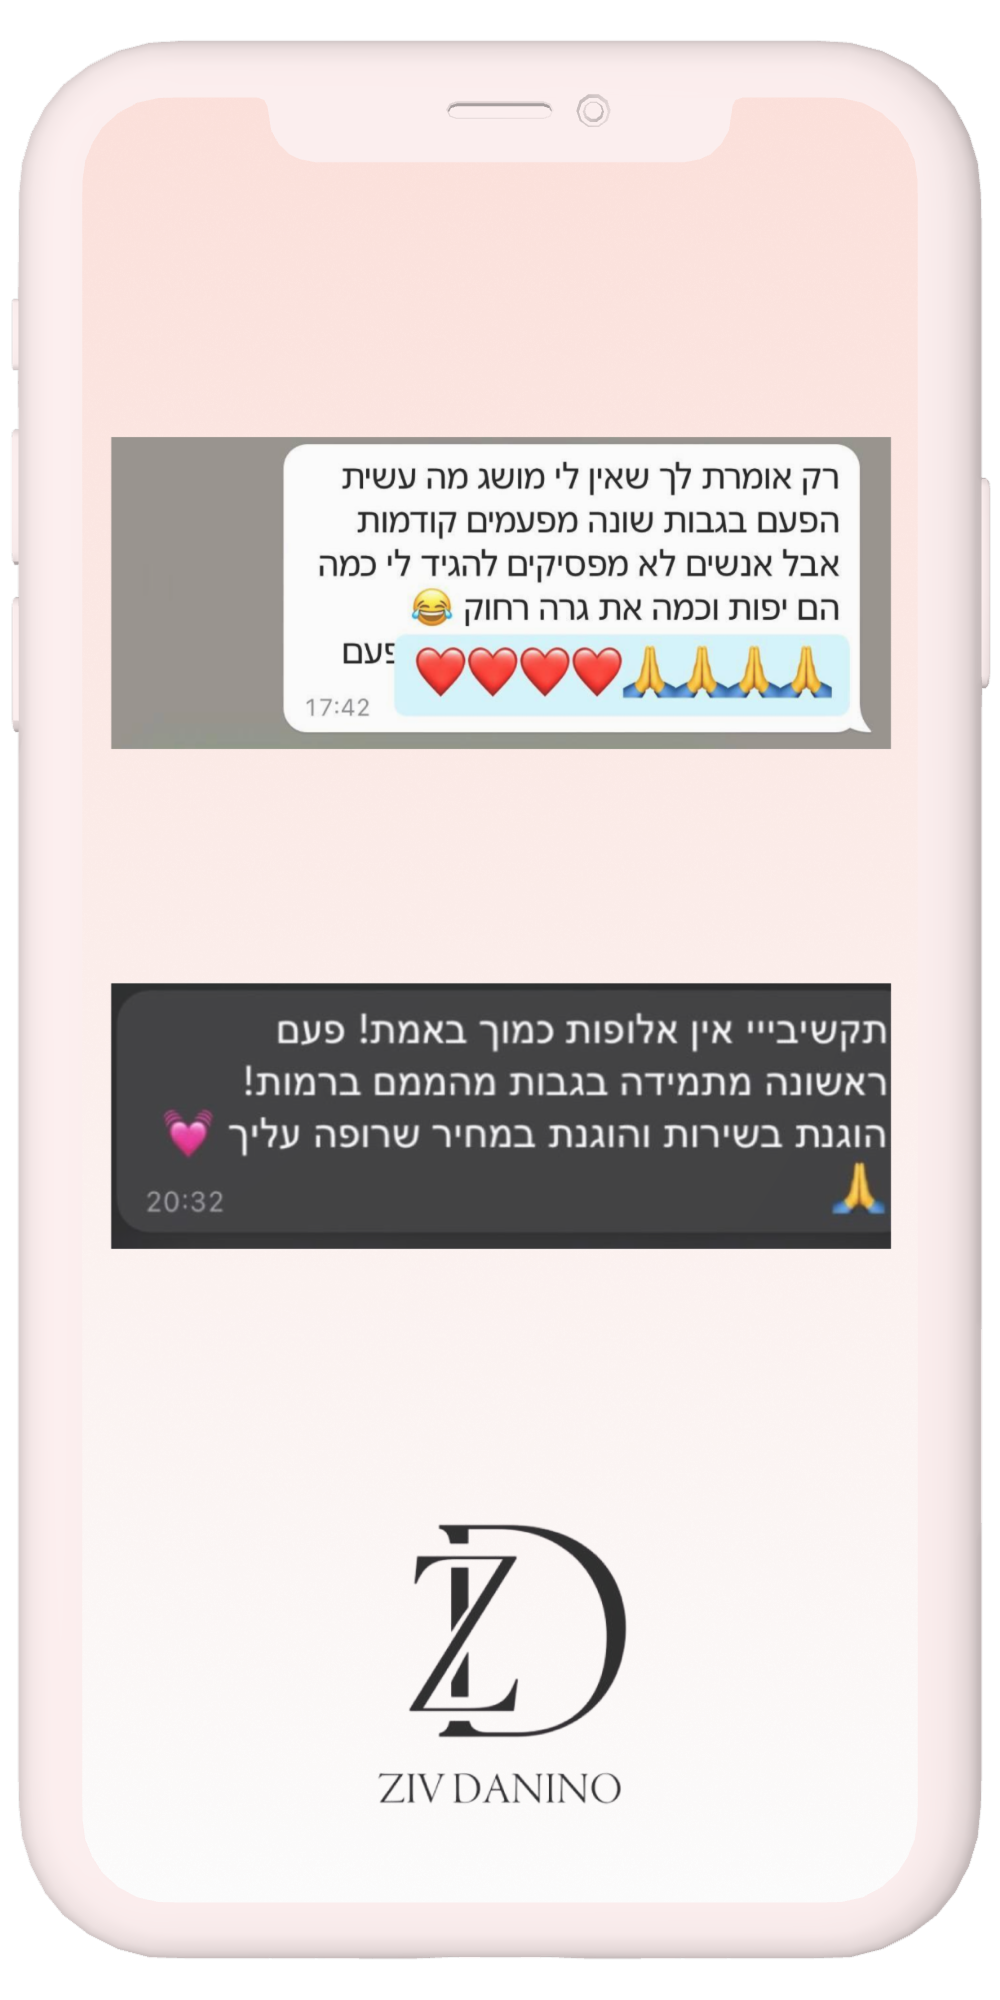 רק אומרת לך שאין לי מושג מה עשית
הפעם בגבות שונה מפעמים קודמות
אבל אנשים לא מפסיקים להגיד לי כמה
הם יפות וכמה את גרה רחוק 😂
🙏🙏🙏🙏❤️❤️❤️❤️ פעם
17:42
תקשיבייי אין אלופות כמוך באמת! פעם
ראשונה מתמידה בגבות מהממם ברמות!
הוגנת בשירות והוגנת במחיר שרופה עליך 💓
🙏
20:32
ZD
ZIV DANINO